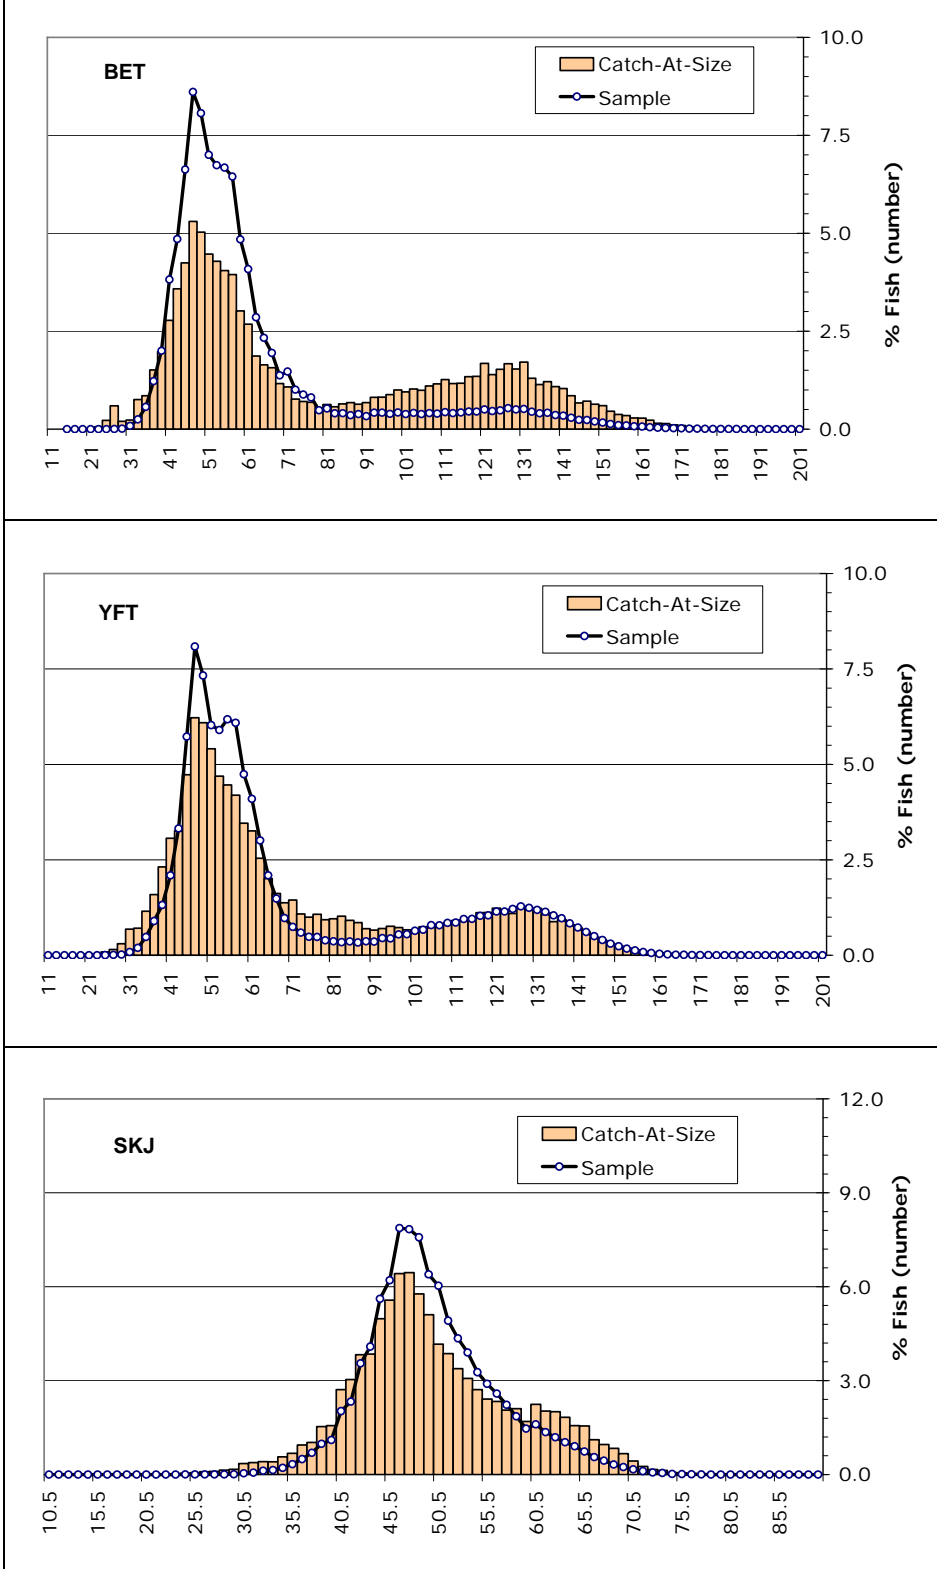 BET
Catch-At-Size
Sample
10.0
7.5
5.0
2.5
0.0
% Fish (number)
11 21 31 41 51 61 71 81 91 101 111 121 131 141 151 161 171 181 191 201
YFT
Catch-At-Size
Sample
10.0
7.5
5.0
2.5
0.0
% Fish (number)
11 21 31 41 51 61 71 81 91 101 111 121 131 141 151 161 171 181 191 201
SKJ
Catch-At-Size
Sample
12.0
9.0
6.0
3.0
0.0
% Fish (number)
10.5 15.5 20.5 25.5 30.5 35.5 40.5 45.5 50.5 55.5 60.5 65.5 70.5 75.5 80.5 85.5